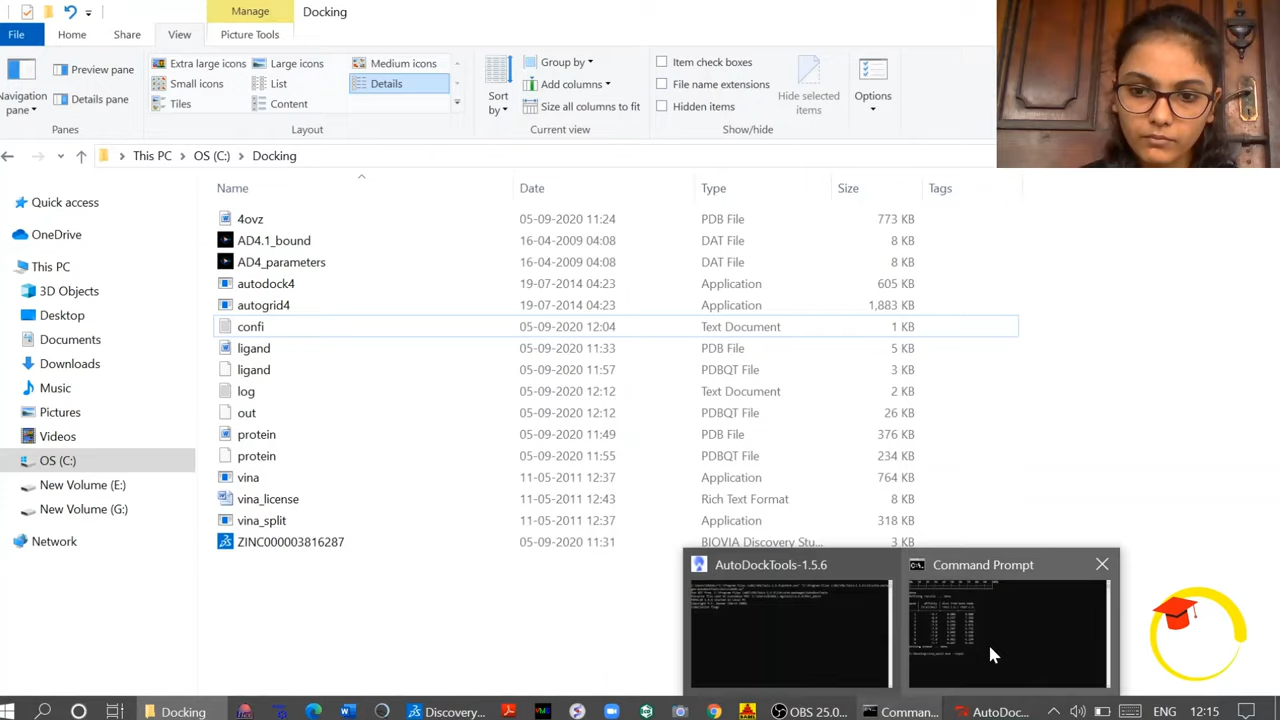 Manage
Docking
File
Home
Share
View
Picture Tools
Navigation pane
Preview pane
Details pane
Extra large icons
Large icons
Medium icons
Small icons
List
Details
Tiles
Content
Sort by
Group by
Add columns
Size all columns to fit
Item check boxes
File name extensions
Hidden items
Hide selected items
Options
Panes
Layout
Current view
Show/hide
This PC > OS (C:) > Docking
Name Date Type Size Tags
Quick access
OneDrive
This PC
3D Objects
Desktop
Documents
Downloads
Music
Pictures
Videos
OS (C:)
New Volume (E:)
New Volume (G:)
Network
4ovz 05-09-2020 11:24 PDB File 773 KB
AD4.1_bound 16-04-2009 04:08 DAT File 8 KB
AD4_parameters 16-04-2009 04:08 DAT File 8 KB
autodock4 19-07-2014 04:23 Application 605 KB
autogrid4 19-07-2014 04:23 Application 1,883 KB
confi 05-09-2020 12:04 Text Document 1 KB
ligand 05-09-2020 11:33 PDB File 5 KB
ligand 05-09-2020 11:57 PDBQT File 3 KB
log 05-09-2020 12:12 Text Document 2 KB
out 05-09-2020 12:12 PDBQT File 26 KB
protein 05-09-2020 11:49 PDB File 376 KB
protein 05-09-2020 11:55 PDBQT File 234 KB
vina 11-05-2011 12:37 Application 764 KB
vina_license 11-05-2011 12:43 Rich Text Format 8 KB
vina_split 11-05-2011 12:37 Application 318 KB
ZINC000003816287 05-09-2020 11:31 BIOVIA Discovery Stu... 3 KB
AutoDockTools-1.5.6
Command Prompt
Docking
overy...
OBS 25.0...
Comman...
AutoDoc...
ENG
12:15